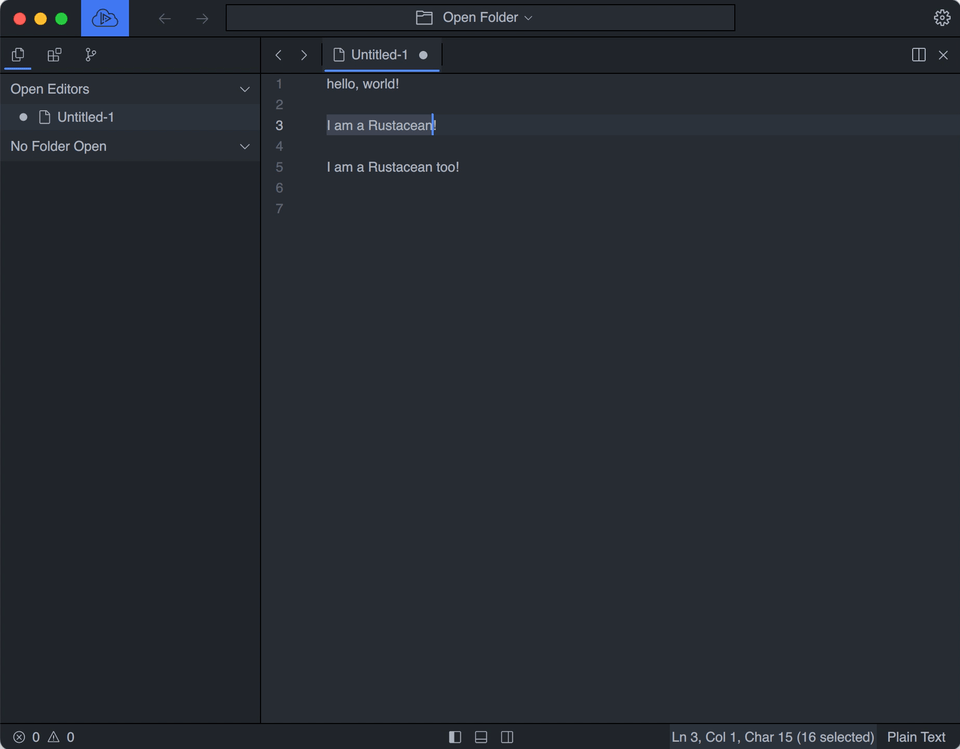 Open Folder
Untitled-1
Open Editors
Untitled-1
No Folder Open
1 hello, world!
2
3 I am a Rustacean!
4
5 I am a Rustacean too!
6
7
0 0
Ln 3, Col 1, Char 15 (16 selected) Plain Text